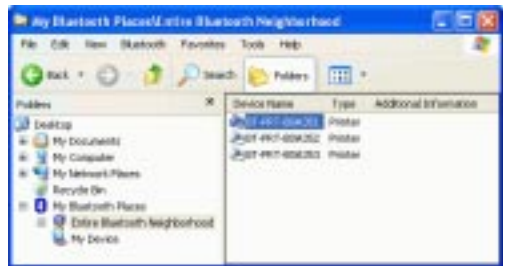 My Bluetooth Places\Entire Bluetooth Neighborhood
File Edit View Bluetooth Favorites Tools Help
Back Search Folders
Folders
Desktop
My Documents
My Computer
My Network Places
Recycle Bin
My Bluetooth Places
Entire Bluetooth Neighborhood
My Device
Device Name Type Additional Information
Printer
Printer
Printer